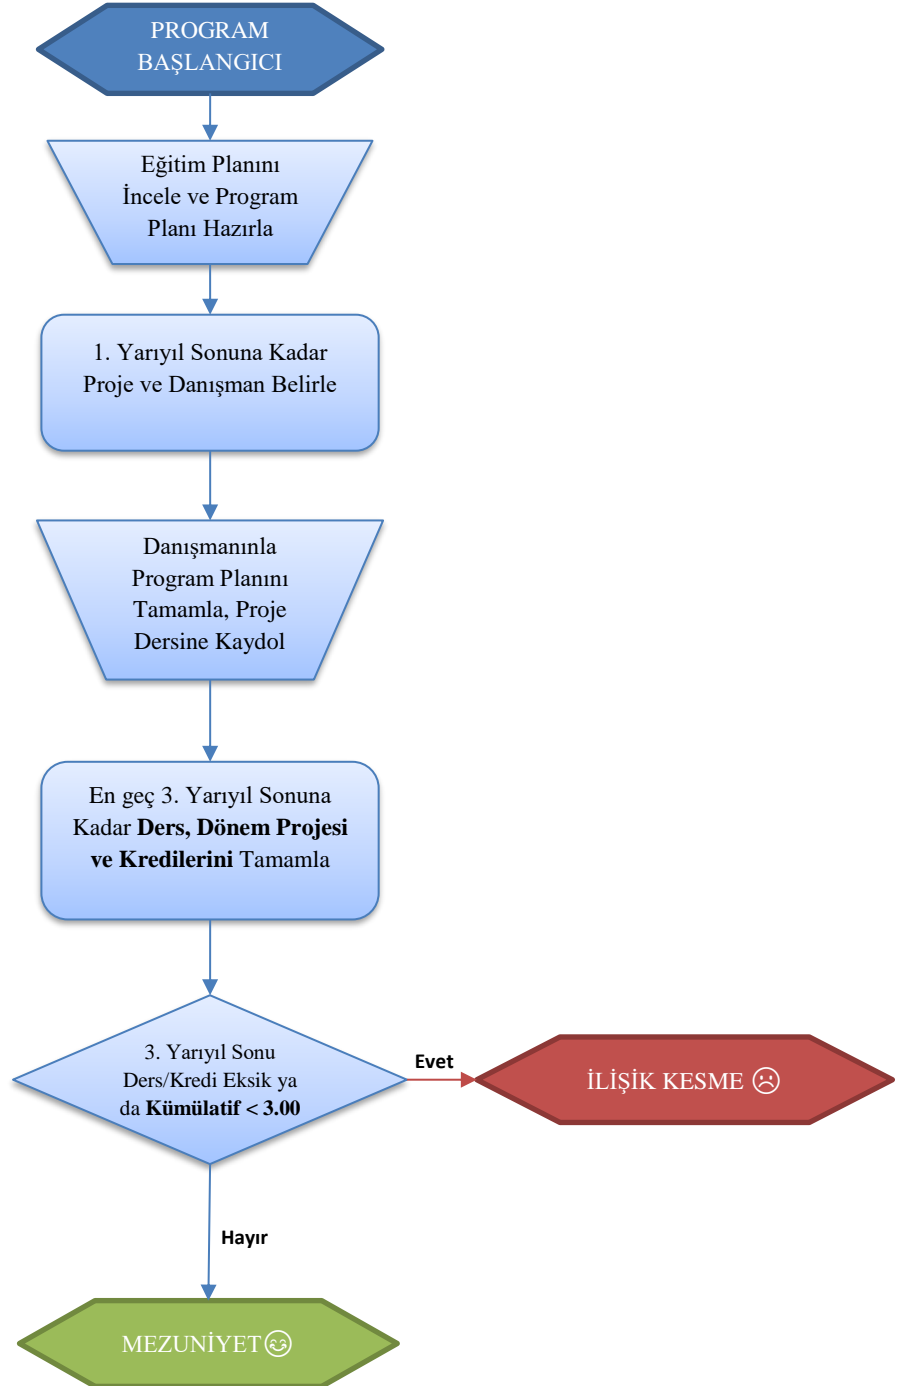 PROGRAM
BAŞLANGICI
Eğitim Planını
İncele ve Program
Planı Hazırla
1. Yarıyıl Sonuna Kadar
Proje ve Danışman Belirle
Danışmanınla
Program Planını
Tamamla, Proje
Dersine Kaydol
En geç 3. Yarıyıl Sonuna
Kadar Ders, Dönem Projesi
ve Kredilerini Tamamla
3. Yarıyıl Sonu
Ders/Kredi Eksik ya
da Kümülatif < 3.00
Evet
İLİŞİK KESME ☹
Hayır
MEZUNİYET😊